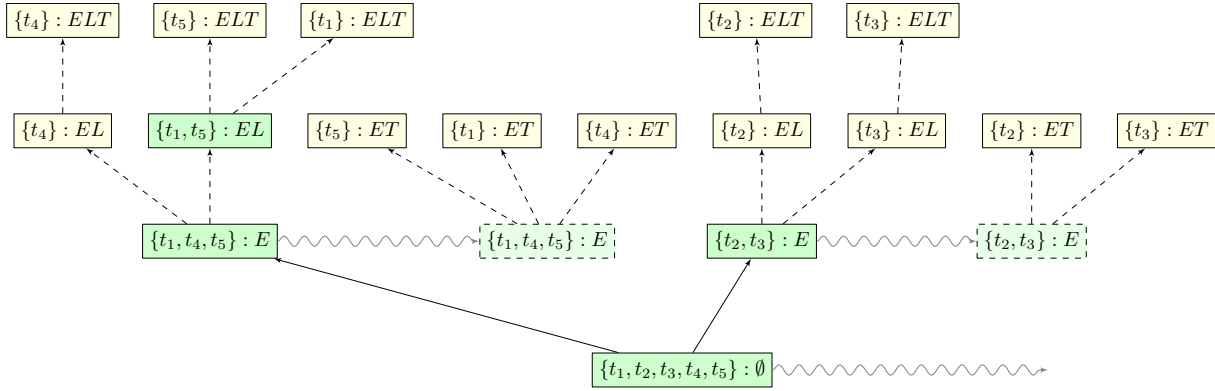 {t₄} : ELT
{t₅} : ELT
{t₁} : ELT
{t₂} : ELT
{t₃} : ELT
{t₄} : EL
{t₁, t₅} : EL
{t₅} : ET
{t₁} : ET
{t₄} : ET
{t₂} : EL
{t₃} : EL
{t₂} : ET
{t₃} : ET
{t₁, t₄, t₅} : E
{t₁, t₄, t₅} : E
{t₂, t₃} : E
{t₂, t₃} : E
{t₁, t₂, t₃, t₄, t₅} : ∅